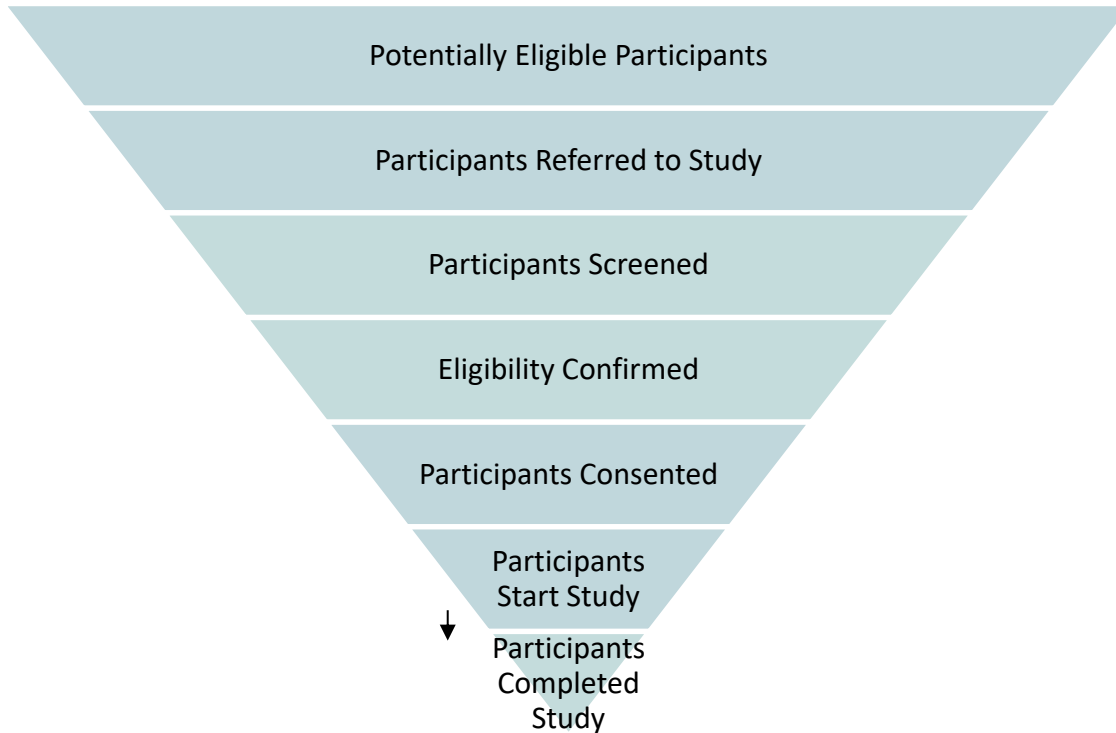 Potentially Eligible Participants
Participants Referred to Study
Participants Screened
Eligibility Confirmed
Participants Consented
Participants
Start Study
Participants
Completed
Study